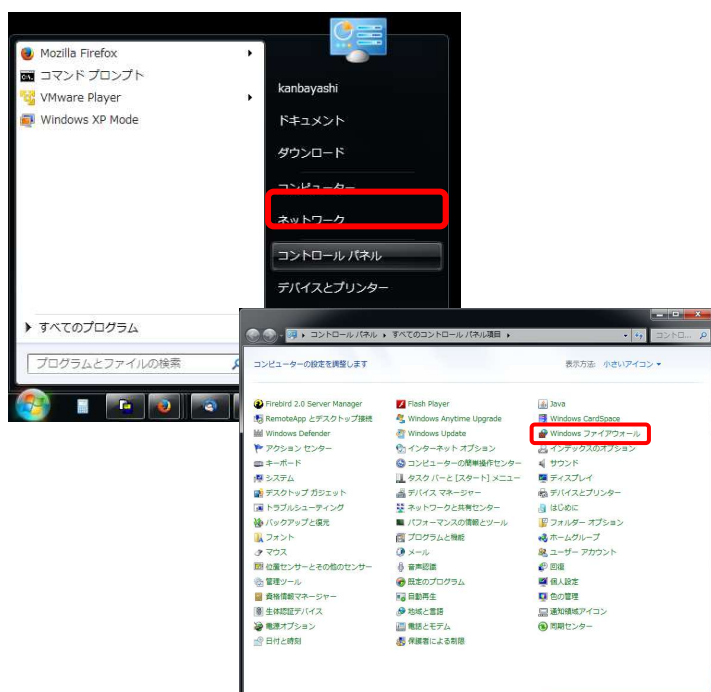 Mozilla Firefox
コマンド プロンプト
VMware Player
Windows XP Mode
すべてのプログラム
プログラムとファイルの検索
kanbayashi
ドキュメント
ダウンロード
コンピューター
ネットワーク
コントロール パネル
デバイスとプリンター
コントロール パネル ▸ すべてのコントロール パネル項目 ▸
コントロ...
コンピューターの設定を調整します
表示方法: 小さいアイコン
Firebird 2.0 Server Manager
Flash Player
Java
RemoteApp とデスクトップ接続
Windows Anytime Upgrade
Windows CardSpace
Windows Defender
Windows Update
Windows ファイアウォール
アクション センター
インターネット オプション
インデックスのオプション
キーボード
コンピューターの簡単操作センター
サウンド
システム
タスク バーと [スタート] メニュー
ディスプレイ
デスクトップ ガジェット
デバイス マネージャー
デバイスとプリンター
トラブルシューティング
ネットワークと共有センター
はじめに
バックアップと復元
パフォーマンスの情報とツール
フォルダー オプション
フォント
プログラムと機能
ホームグループ
マウス
メール
ユーザー アカウント
位置センサーとその他のセンサー
音声認識
回復
管理ツール
既定のプログラム
個人設定
資格情報マネージャー
自動再生
色の管理
生体認証デバイス
地域と言語
通知領域アイコン
電源オプション
電話とモデム
同期センター
日付と時刻
保護者による制限